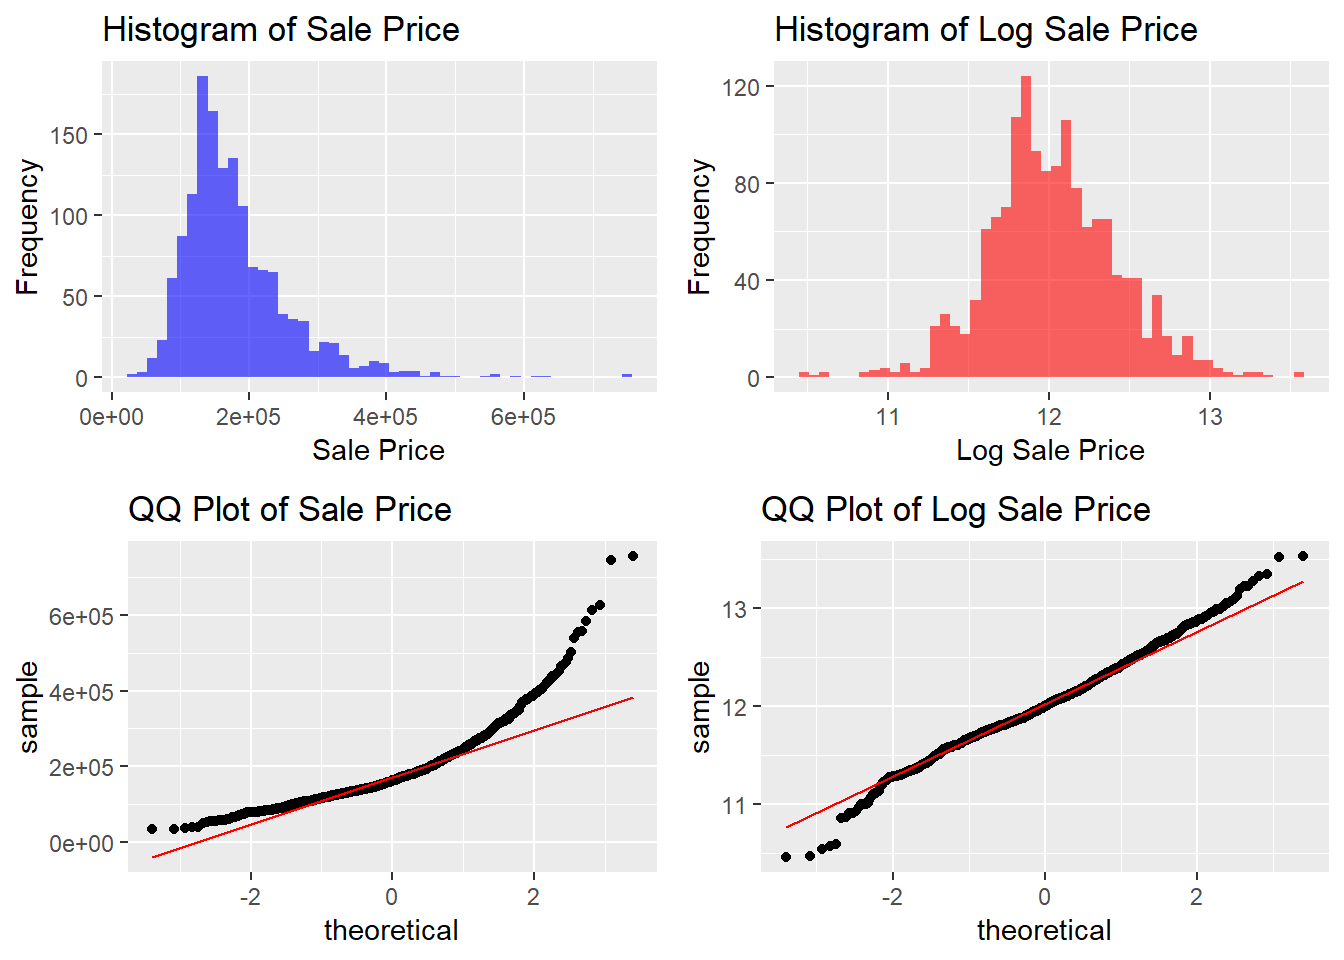 Histogram of Sale Price
Frequency
150
100
50
0
0e+00 2e+05 4e+05 6e+05
Sale Price
Histogram of Log Sale Price
Frequency
120
80
40
0
11 12 13
Log Sale Price
QQ Plot of Sale Price
sample
6e+05
4e+05
2e+05
0e+00
-2 0 2
theoretical
QQ Plot of Log Sale Price
sample
13
12
11
-2 0 2
theoretical